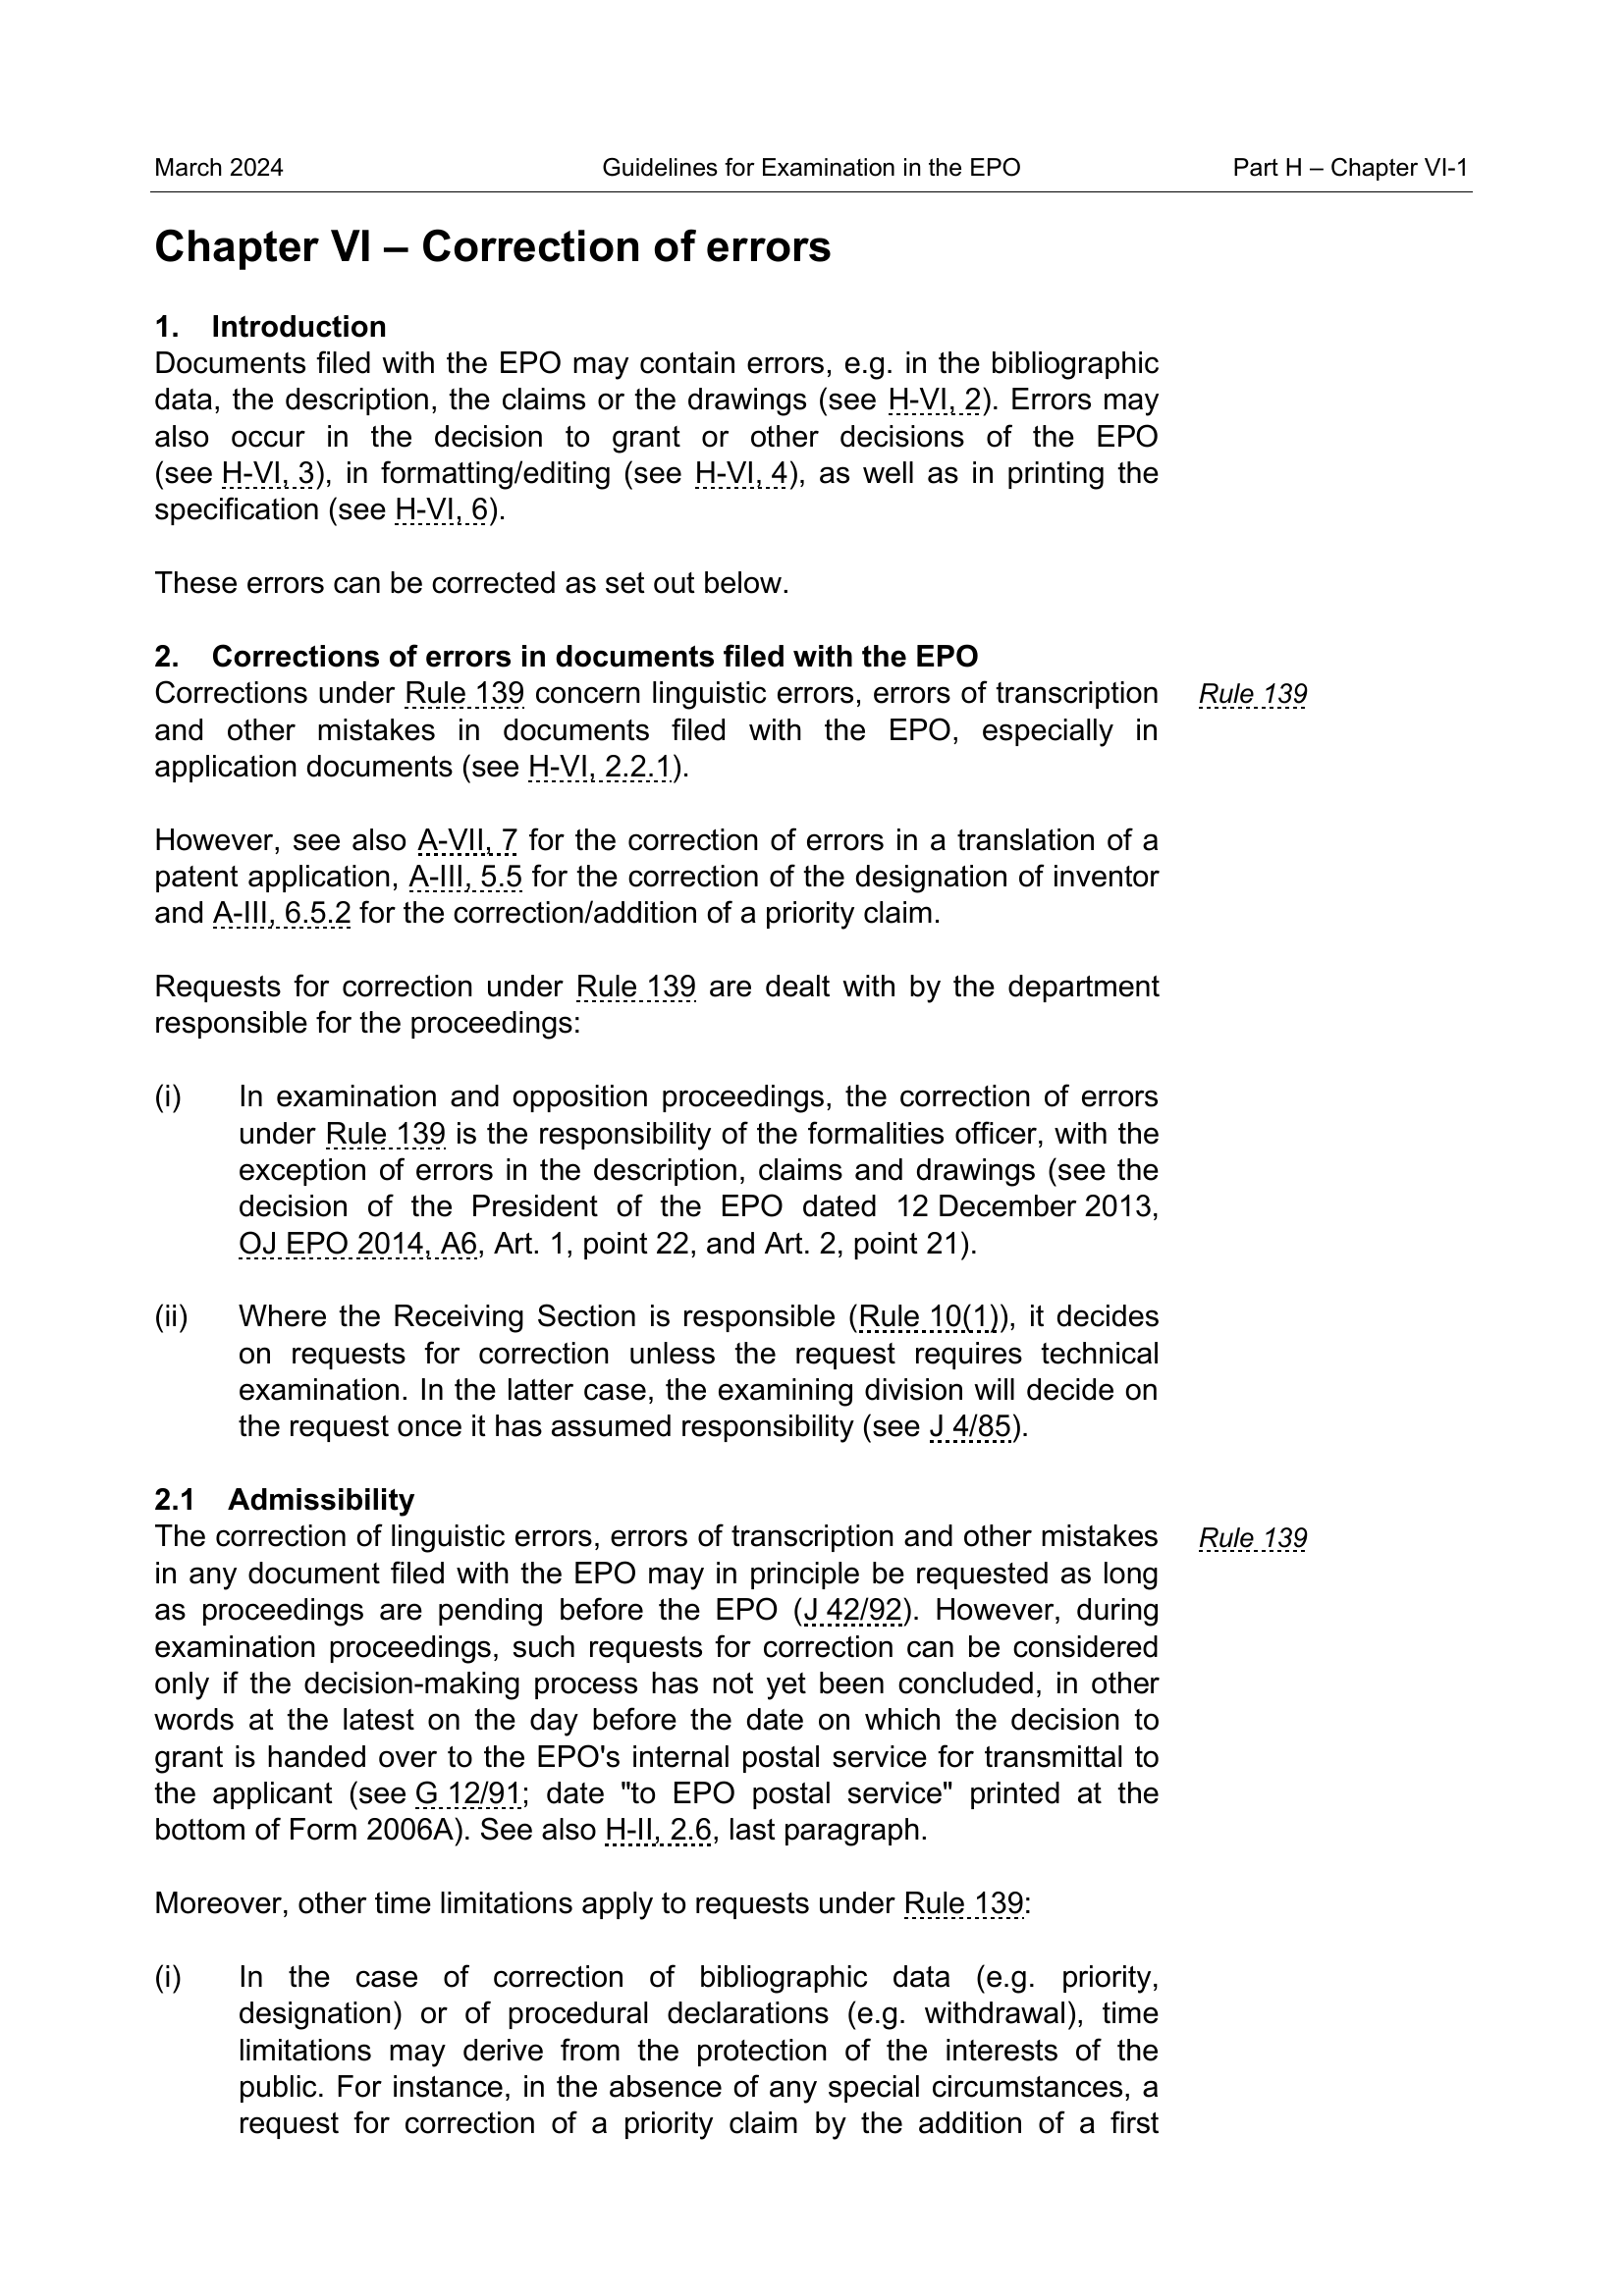 March 2024 Guidelines for Examination in the EPO Part H – Chapter VI-1
Chapter VI – Correction of errors
1. Introduction
Documents filed with the EPO may contain errors, e.g. in the bibliographic
data, the description, the claims or the drawings (see H-VI, 2). Errors may
also occur in the decision to grant or other decisions of the EPO
(see H-VI, 3), in formatting/editing (see H-VI, 4), as well as in printing the
specification (see H-VI, 6).
These errors can be corrected as set out below.
2. Corrections of errors in documents filed with the EPO
Corrections under Rule 139 concern linguistic errors, errors of transcription Rule 139
and other mistakes in documents filed with the EPO, especially in
application documents (see H-VI, 2.2.1).
However, see also A-VII, 7 for the correction of errors in a translation of a
patent application, A-III, 5.5 for the correction of the designation of inventor
and A-III, 6.5.2 for the correction/addition of a priority claim.
Requests for correction under Rule 139 are dealt with by the department
responsible for the proceedings:
(i) In examination and opposition proceedings, the correction of errors
under Rule 139 is the responsibility of the formalities officer, with the
exception of errors in the description, claims and drawings (see the
decision of the President of the EPO dated 12 December 2013,
OJ EPO 2014, A6, Art. 1, point 22, and Art. 2, point 21).
(ii) Where the Receiving Section is responsible (Rule 10(1)), it decides
on requests for correction unless the request requires technical
examination. In the latter case, the examining division will decide on
the request once it has assumed responsibility (see J 4/85).
2.1 Admissibility
The correction of linguistic errors, errors of transcription and other mistakes Rule 139
in any document filed with the EPO may in principle be requested as long
as proceedings are pending before the EPO (J 42/92). However, during
examination proceedings, such requests for correction can be considered
only if the decision-making process has not yet been concluded, in other
words at the latest on the day before the date on which the decision to
grant is handed over to the EPO's internal postal service for transmittal to
the applicant (see G 12/91; date "to EPO postal service" printed at the
bottom of Form 2006A). See also H-II, 2.6, last paragraph.
Moreover, other time limitations apply to requests under Rule 139:
(i) In the case of correction of bibliographic data (e.g. priority,
designation) or of procedural declarations (e.g. withdrawal), time
limitations may derive from the protection of the interests of the
public. For instance, in the absence of any special circumstances, a
request for correction of a priority claim by the addition of a first